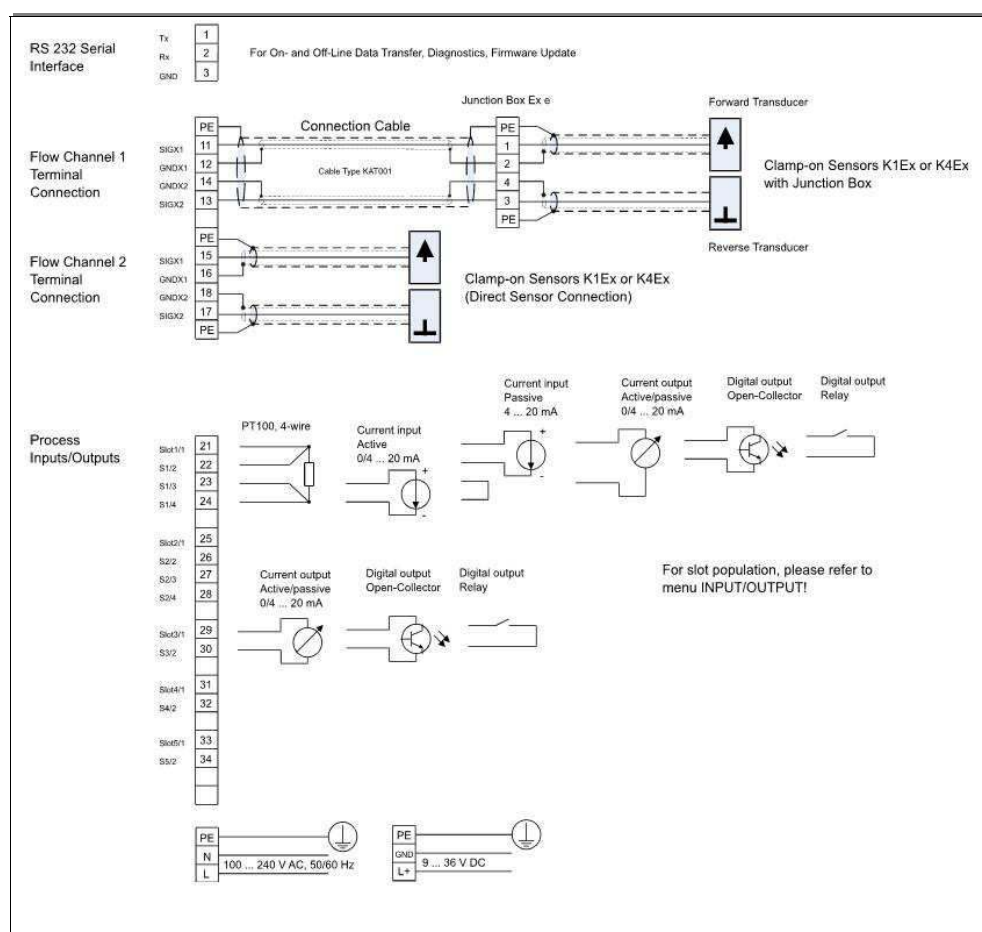 RS 232 Serial
Interface
Tx 1
Rx 2
GND 3
For On- and Off-Line Data Transfer, Diagnostics, Firmware Update
Junction Box Ex e
Forward Transducer
Flow Channel 1
Terminal
Connection
PE
SIGX1 11
GNDX1 12
GNDX2 14
SIGX2 13
Connection Cable
Cable Type KAT001
PE
1
2
4
3
PE
Clamp-on Sensors K1Ex or K4Ex
with Junction Box
Reverse Transducer
Flow Channel 2
Terminal
Connection
PE
SIGX1 15
GNDX1 16
GNDX2 18
SIGX2 17
PE
Clamp-on Sensors K1Ex or K4Ex
(Direct Sensor Connection)
Process
Inputs/Outputs
Slot1/1 21
S1/2 22
S1/3 23
S1/4 24
PT100, 4-wire
Current input
Active
0/4 ... 20 mA
+
-
Current input
Passive
4 ... 20 mA
+
-
Current output
Active/passive
0/4 ... 20 mA
Digital output
Open-Collector
Digital output
Relay
Slot2/1 25
S2/2 26
S2/3 27
S2/4 28
For slot population, please refer to
menu INPUT/OUTPUT!
Current output
Active/passive
0/4 ... 20 mA
Digital output
Open-Collector
Digital output
Relay
Slot3/1 29
S3/2 30
Slot4/1 31
S4/2 32
Slot5/1 33
S5/2 34
PE
N
L
100 ... 240 V AC, 50/60 Hz
PE
GND
L+
9 ... 36 V DC